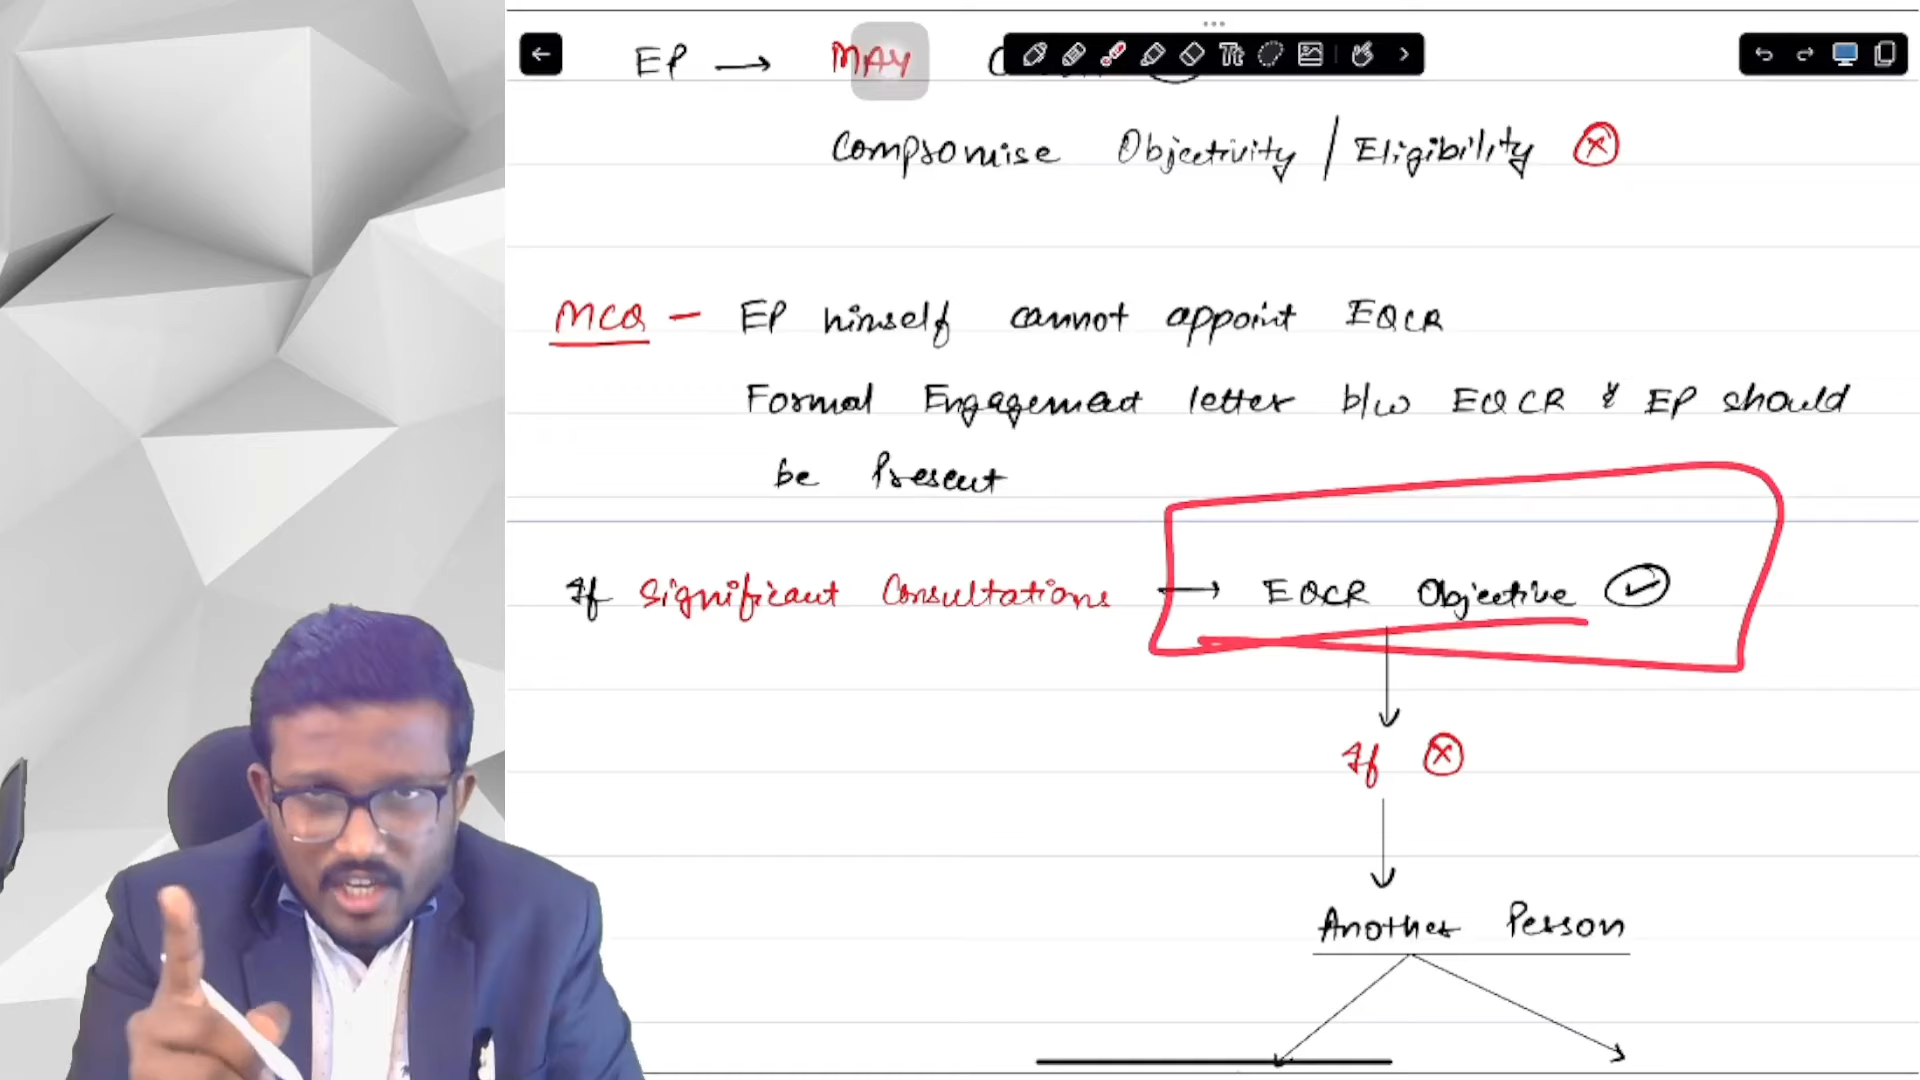 EP → MAY
Compromise Objectivity / Eligibility ⓧ
MCQ — EP himself cannot appoint EQCR
Formal Engagement letter b/w EQCR & EP should
be Present
If Significant Consultations → EQCR Objective ✓
If ⓧ
Another Person